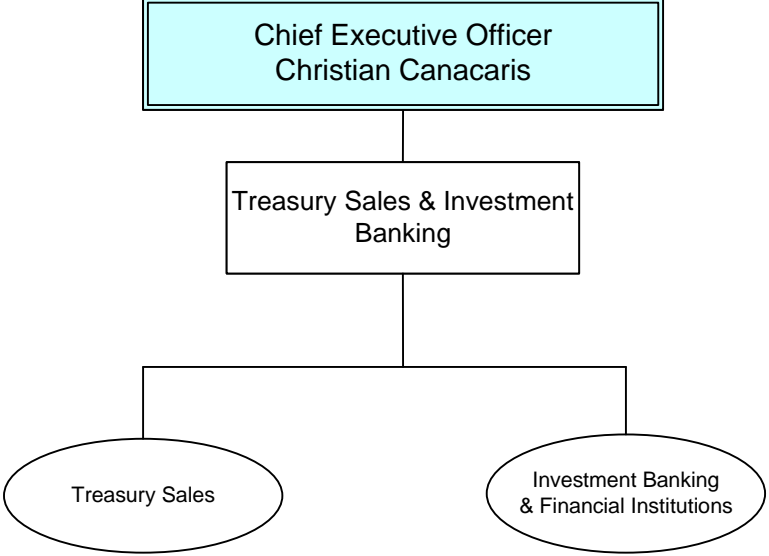 Chief Executive Officer
Christian Canacaris
Treasury Sales & Investment
Banking
Treasury Sales
Investment Banking
& Financial Institutions